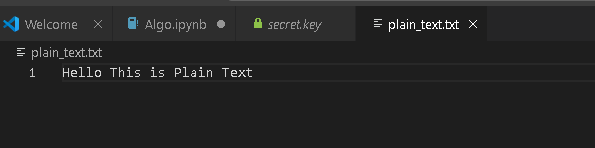 Welcome Algo.ipynb secret.key plain_text.txt
plain_text.txt
1 Hello This is Plain Text